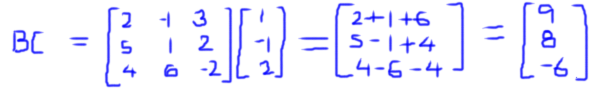 2 -1 3 1 2+1+6 9
BC = 5 1 2 -1 = 5-1+4 = 8
4 6 -2 2 4-6-4 -6